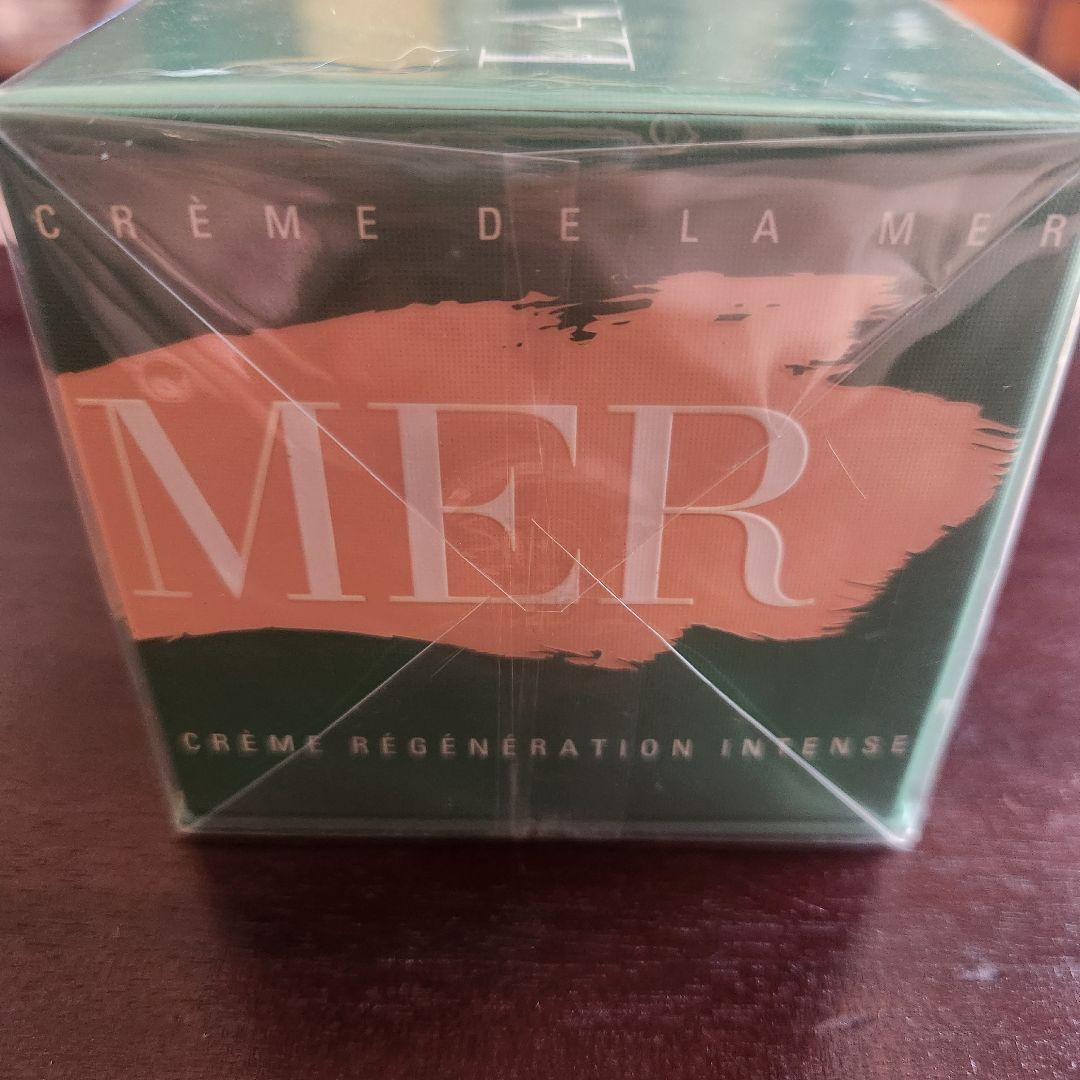 CRÈME DE LA MER
MER
CRÈME RÉGÉNÉRATION INTENSE